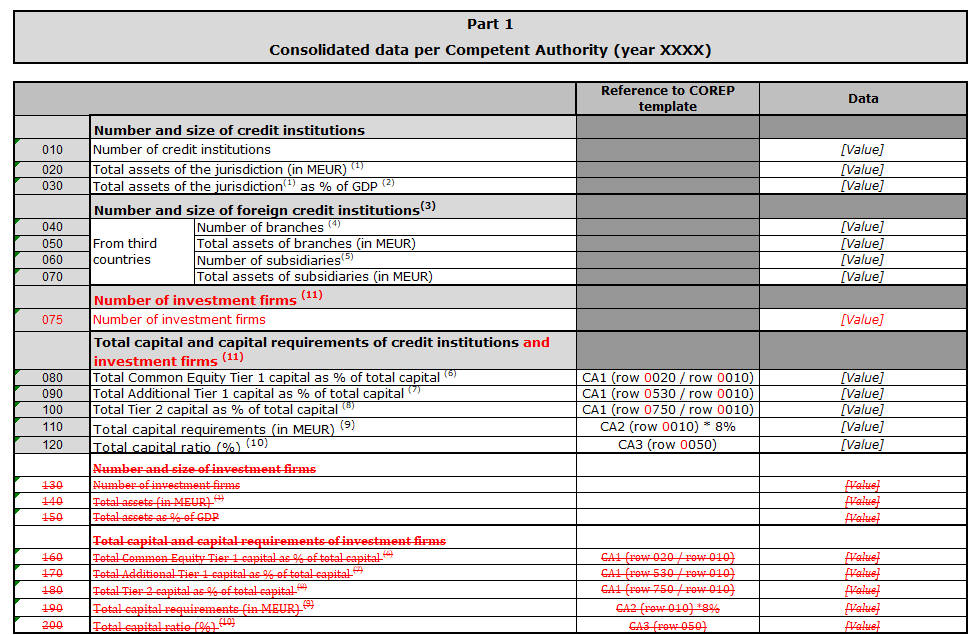 Part 1
Consolidated data per Competent Authority (year XXXX)
Reference to COREP template
Data
Number and size of credit institutions
010 Number of credit institutions [Value]
020 Total assets of the jurisdiction (in MEUR) (1) [Value]
030 Total assets of the jurisdiction(1) as % of GDP (2) [Value]
Number and size of foreign credit institutions(3)
From third countries
040 Number of branches (4) [Value]
050 Total assets of branches (in MEUR) [Value]
060 Number of subsidiaries(5) [Value]
070 Total assets of subsidiaries (in MEUR) [Value]
Number of investment firms (11)
075 Number of investment firms [Value]
Total capital and capital requirements of credit institutions and
investment firms (11)
080 Total Common Equity Tier 1 capital as % of total capital (6) CA1 (row 0020 / row 0010) [Value]
090 Total Additional Tier 1 capital as % of total capital (7) CA1 (row 0530 / row 0010) [Value]
100 Total Tier 2 capital as % of total capital (8) CA1 (row 0750 / row 0010) [Value]
110 Total capital requirements (in MEUR) (9) CA2 (row 0010) * 8% [Value]
120 Total capital ratio (%) (10) CA3 (row 0050) [Value]
Number and size of investment firms
130 Number of investment firms [Value]
140 Total assets (in MEUR) (1) [Value]
150 Total assets as % of GDP [Value]
Total capital and capital requirements of investment firms
160 Total Common Equity Tier 1 capital as % of total capital (6) CA1 (row 020 / row 010) [Value]
170 Total Additional Tier 1 capital as % of total capital (7) CA1 (row 530 / row 010) [Value]
180 Total Tier 2 capital as % of total capital (8) CA1 (row 750 / row 010) [Value]
190 Total capital requirements (in MEUR) (9) CA2 (row 010) *8% [Value]
200 Total capital ratio (%) (10) CA3 (row 050) [Value]